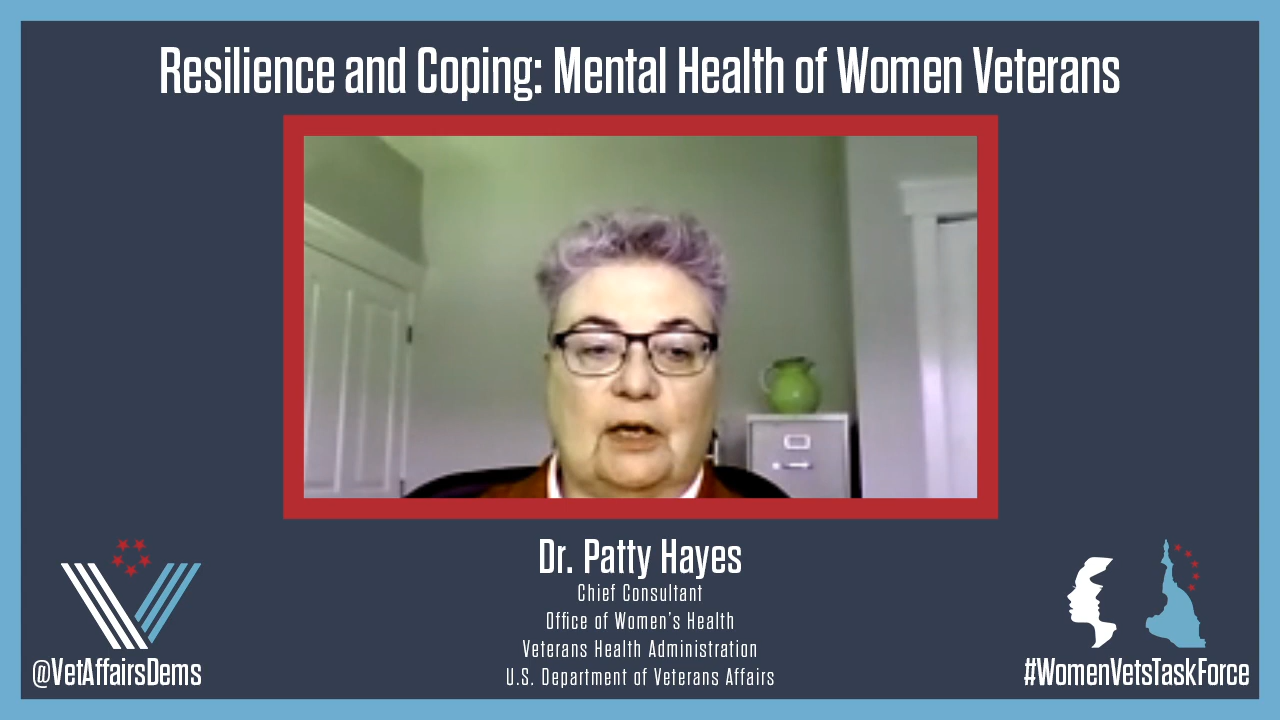 Resilience and Coping: Mental Health of Women Veterans
Dr. Patty Hayes
Chief Consultant
Office of Women's Health
Veterans Health Administration
U.S. Department of Veterans Affairs
@VetAffairsDems
#WomenVetsTaskForce